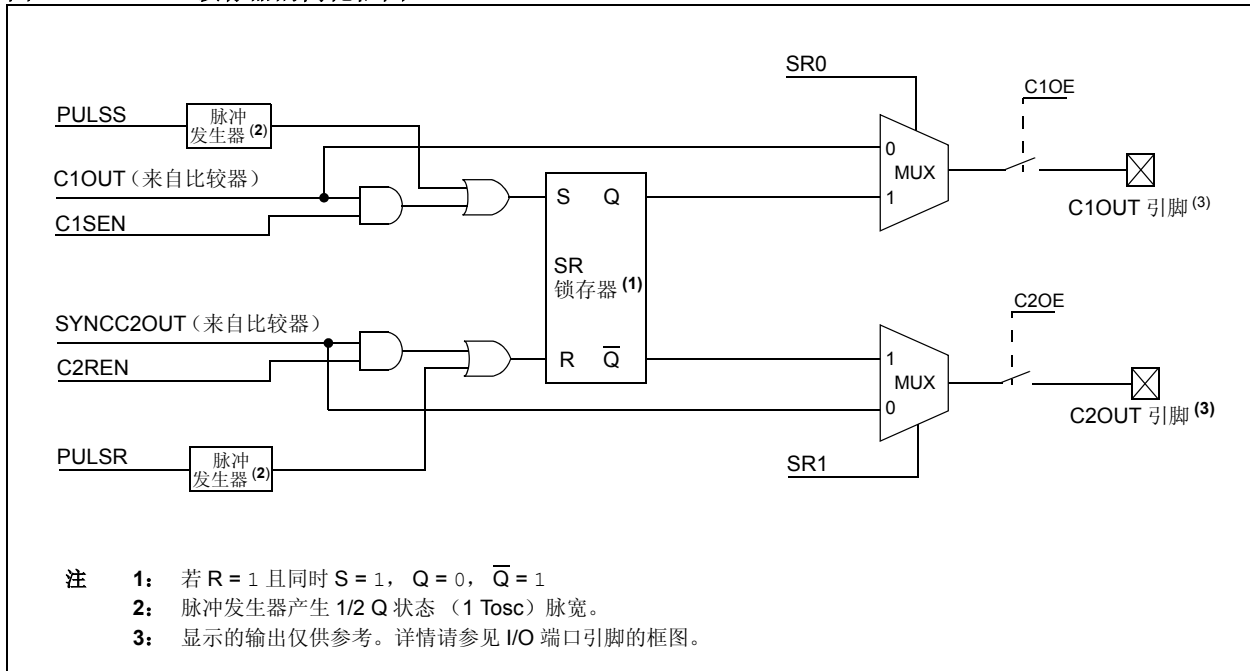 SR0
C1OE
PULSS
脉冲
发生器 (2)
0
MUX
1
C1OUT（来自比较器）
C1SEN
S Q
C1OUT 引脚 (3)
SR
锁存器 (1)
C2OE
SYNCC2OUT（来自比较器）
C2REN
R Q̅
1
MUX
0
C2OUT 引脚 (3)
PULSR
脉冲
发生器 (2)
SR1
注 1： 若 R = 1 且同时 S = 1， Q = 0， Q̅ = 1
2： 脉冲发生器产生 1/2 Q 状态 （1 Tosc）脉宽。
3： 显示的输出仅供参考。详情请参见 I/O 端口引脚的框图。